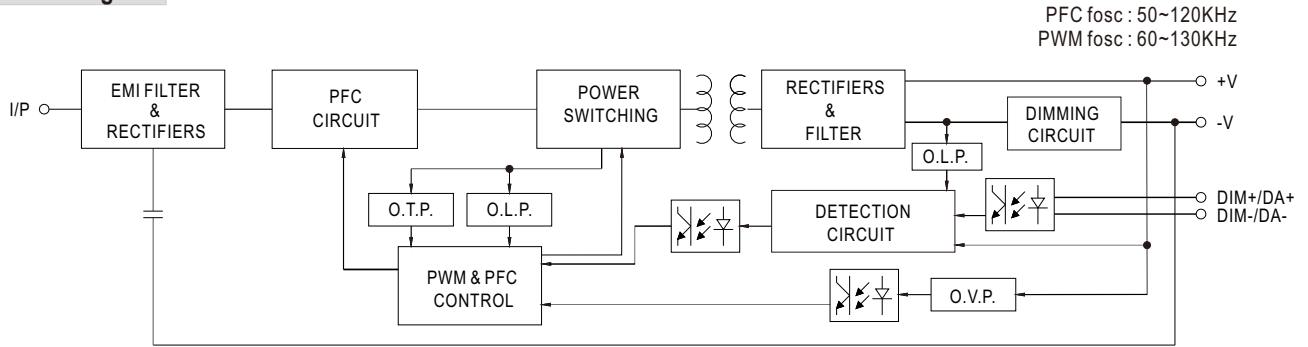 PFC fosc : 50~120KHz
PWM fosc : 60~130KHz
I/P
EMI FILTER
&
RECTIFIERS
PFC
CIRCUIT
POWER
SWITCHING
RECTIFIERS
&
FILTER
DIMMING
CIRCUIT
+V
-V
O.L.P.
O.T.P.
O.L.P.
DETECTION
CIRCUIT
DIM+/DA+
DIM-/DA-
PWM & PFC
CONTROL
O.V.P.